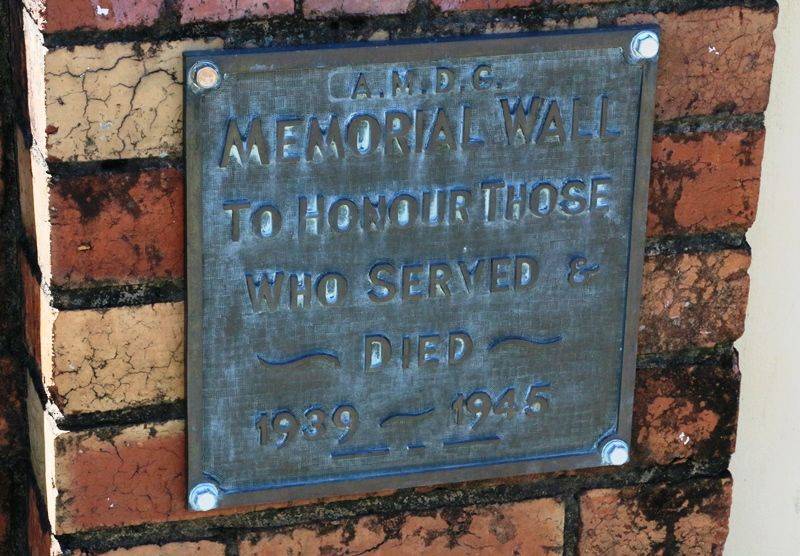 A.M.D.G.
MEMORIAL WALL
TO HONOUR THOSE
WHO SERVED &
~ DIED ~
1939 ~ 1945